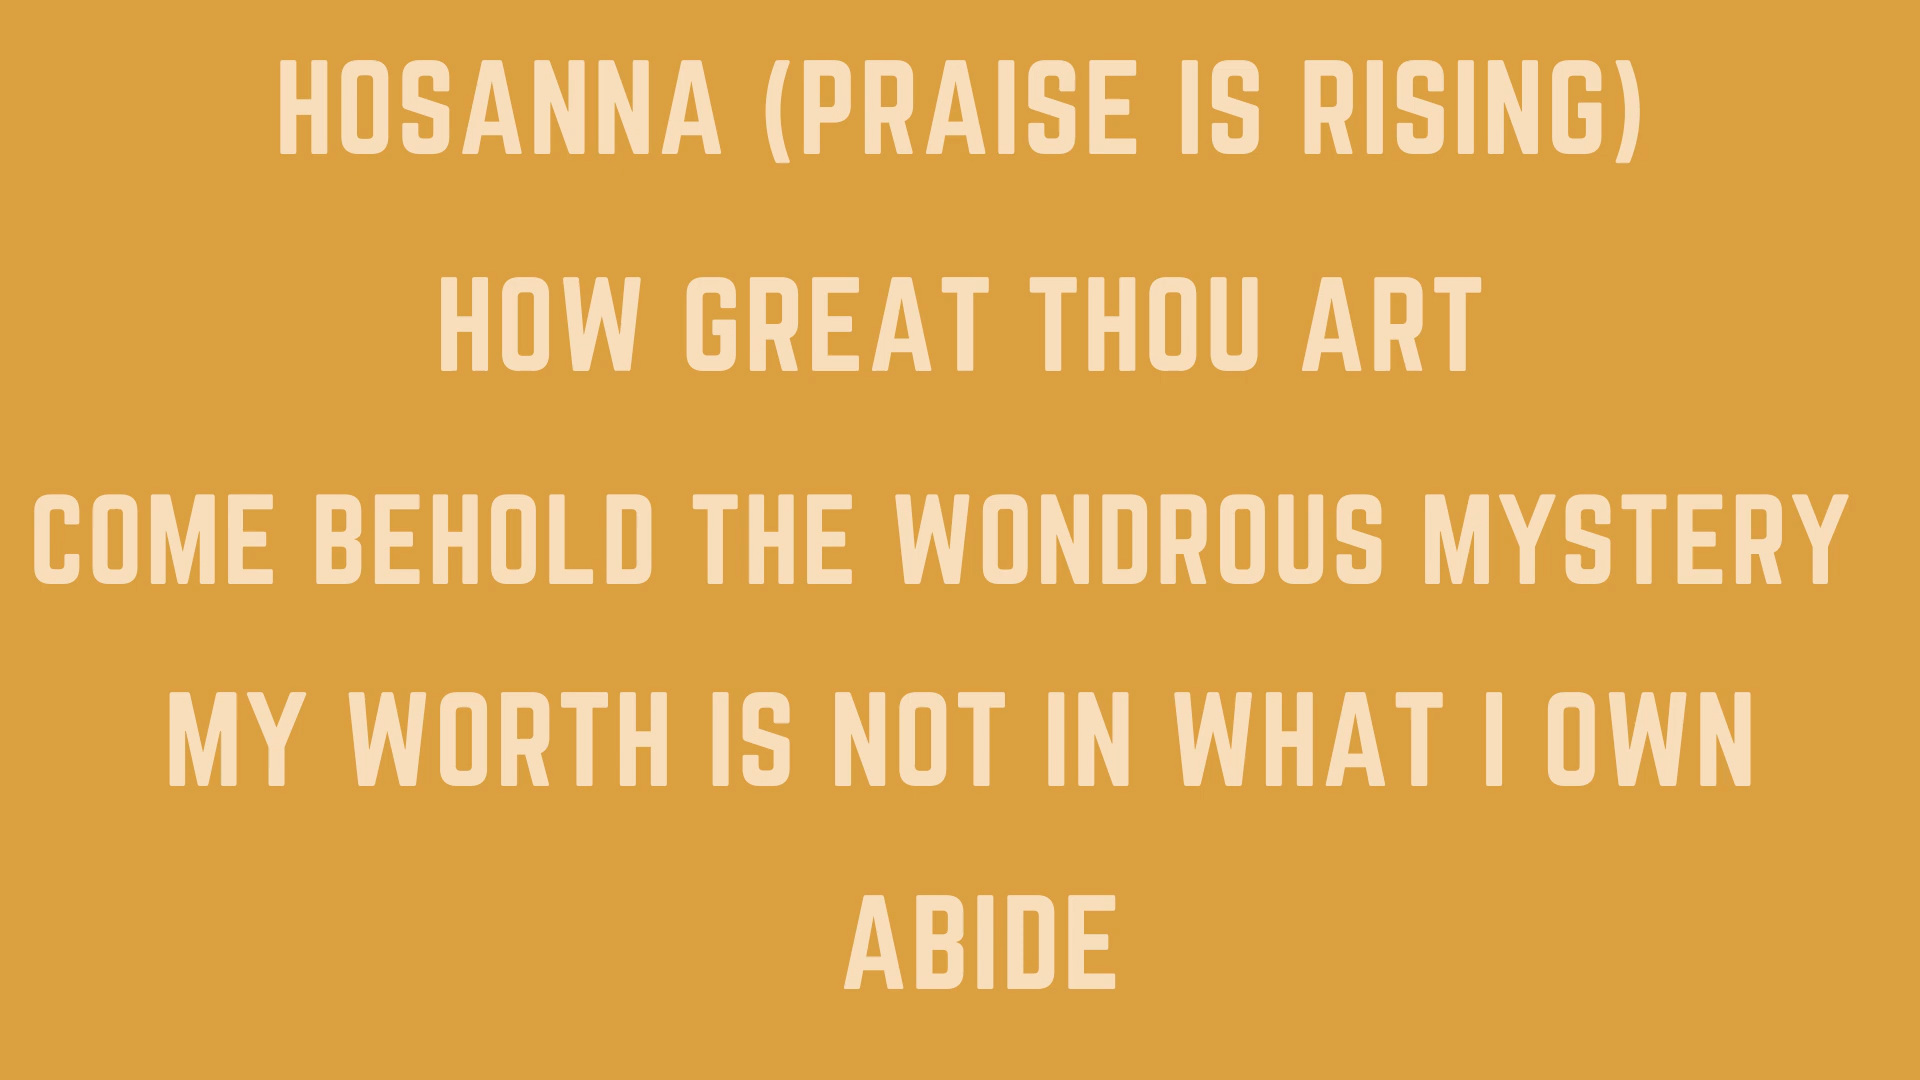 HOSANNA (PRAISE IS RISING)
HOW GREAT THOU ART
COME BEHOLD THE WONDROUS MYSTERY
MY WORTH IS NOT IN WHAT I OWN
ABIDE